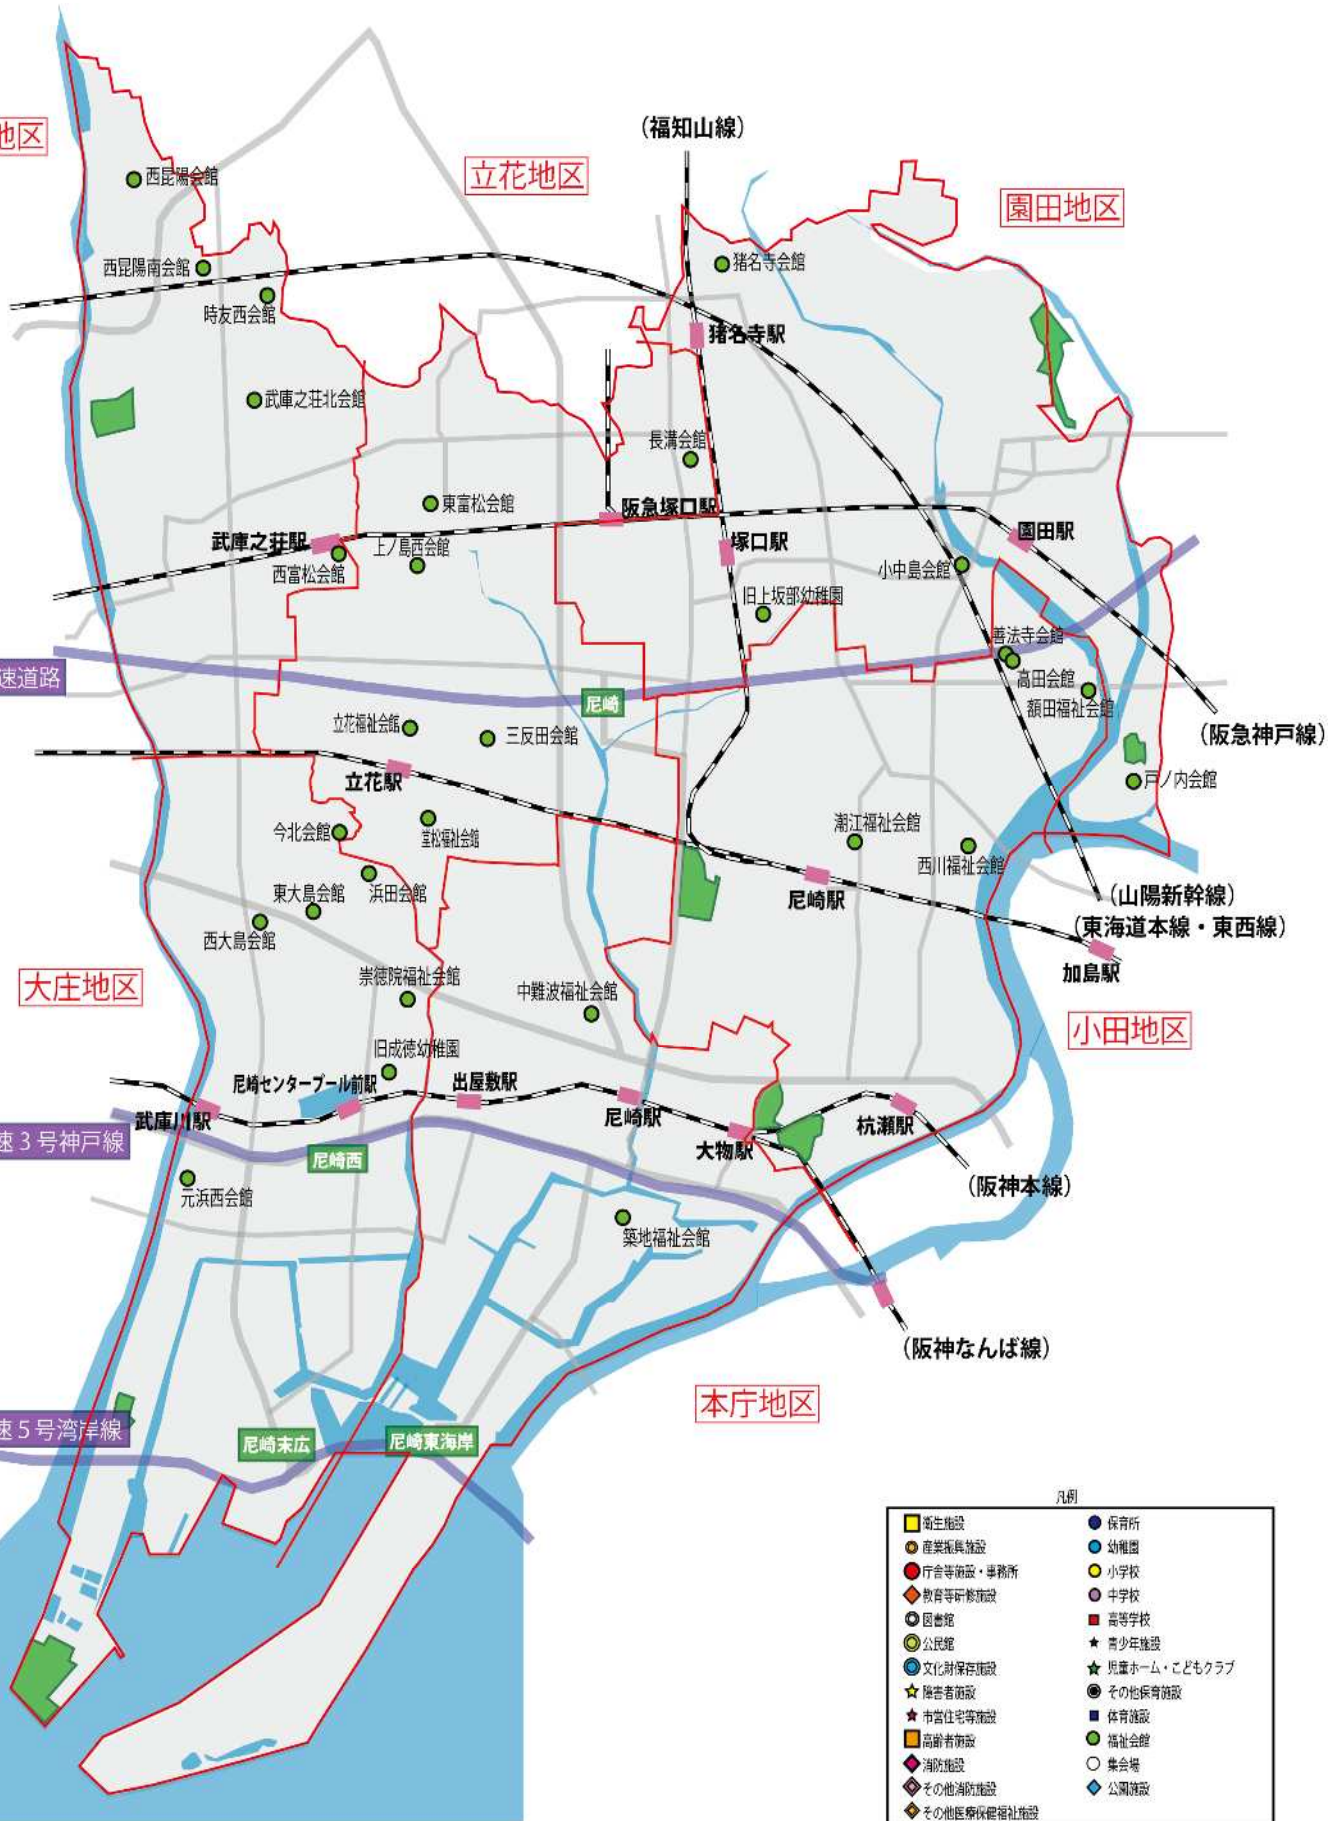 (福知山線)
地区
立花地区
園田地区
西昆陽会館
西昆陽南会館
猪名寺会館
時友西会館
猪名寺駅
武庫之荘北会館
長溝会館
東富松会館
阪急塚口駅
武庫之荘駅
上ノ島西会館
塚口駅
園田駅
西富松会館
小中島会館
旧上坂部幼稚園
善法寺会館
速道路
高田会館
尼崎
額田福祉会館
立花福祉会館
三反田会館
(阪急神戸線)
立花駅
戸ノ内会館
今北会館
堂松福祉会館
潮江福祉会館
西川福祉会館
東大島会館
浜田会館
尼崎駅
(山陽新幹線)
(東海道本線・東西線)
西大島会館
加島駅
大庄地区
崇徳院福祉会館
中難波福祉会館
小田地区
旧成徳幼稚園
尼崎センタープール前駅
出屋敷駅
武庫川駅
尼崎駅
杭瀬駅
速3号神戸線
大物駅
尼崎西
(阪神本線)
元浜西会館
築地福祉会館
(阪神なんば線)
本庁地区
速5号湾岸線
尼崎末広
尼崎東海岸
凡例
衛生施設
産業振興施設
庁舎等施設・事務所
教育等研修施設
図書館
公民館
文化財保存施設
障害者施設
市営住宅等施設
高齢者施設
消防施設
その他消防施設
その他医療保健福祉施設
保育所
幼稚園
小学校
中学校
高等学校
青少年施設
児童ホーム・こどもクラブ
その他保育施設
体育施設
福祉会館
集会場
公園施設